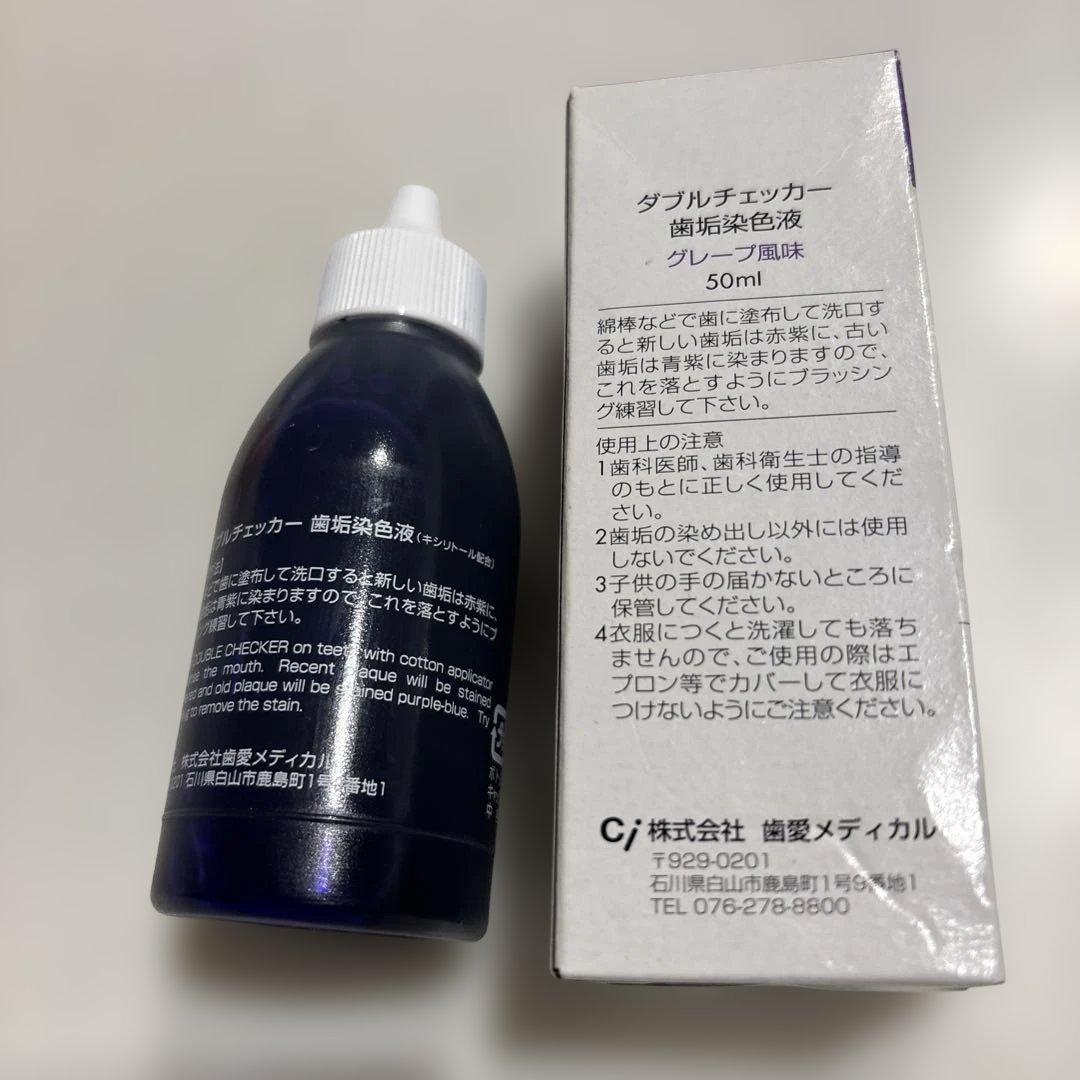 ブルチェッカー 歯垢染色液(キシリトール配合)
などで歯に塗布して洗口すると新しい歯垢は赤紫に、
は青紫に染まりますので、これを落とすようにブ
グ練習して下さい。
DOUBLE CHECKER on teeth with cotton applicator
the mouth. Recent plaque will be stained
and old plaque will be stained purple-blue. Try
to remove the stain.
株式会社歯愛メディカル
石川県白山市鹿島町1号9番地1
ダブルチェッカー
歯垢染色液
グレープ風味
50ml
綿棒などで歯に塗布して洗口す
ると新しい歯垢は赤紫に、古い
歯垢は青紫に染まりますので、
これを落とすようにブラッシン
グ練習して下さい。
使用上の注意
1歯科医師、歯科衛生士の指導
のもとに正しく使用してくだ
さい。
2歯垢の染め出し以外には使用
しないでください。
3子供の手の届かないところに
保管してください。
4衣服につくと洗濯しても落ち
ませんので、ご使用の際はエ
プロン等でカバーして衣服に
つけないようにご注意ください。
Ci 株式会社 歯愛メディカル
〒929-0201
石川県白山市鹿島町1号9番地1
TEL 076-278-8800